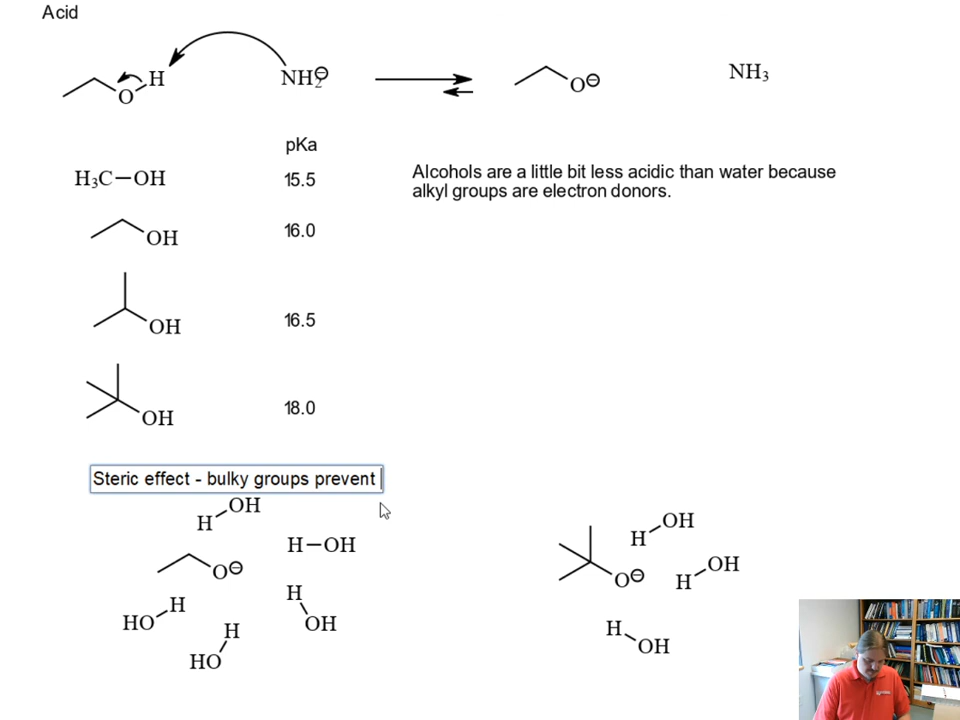 Acid
H
O
NH₂⊖
O⊖
NH₃
pKa
H₃C−OH
15.5
Alcohols are a little bit less acidic than water because
alkyl groups are electron donors.
OH
16.0
OH
16.5
OH
18.0
Steric effect - bulky groups prevent
H
OH
H−OH
O⊖
H
OH
HO
H
H
HO
H
OH
O⊖
H
OH
H
OH